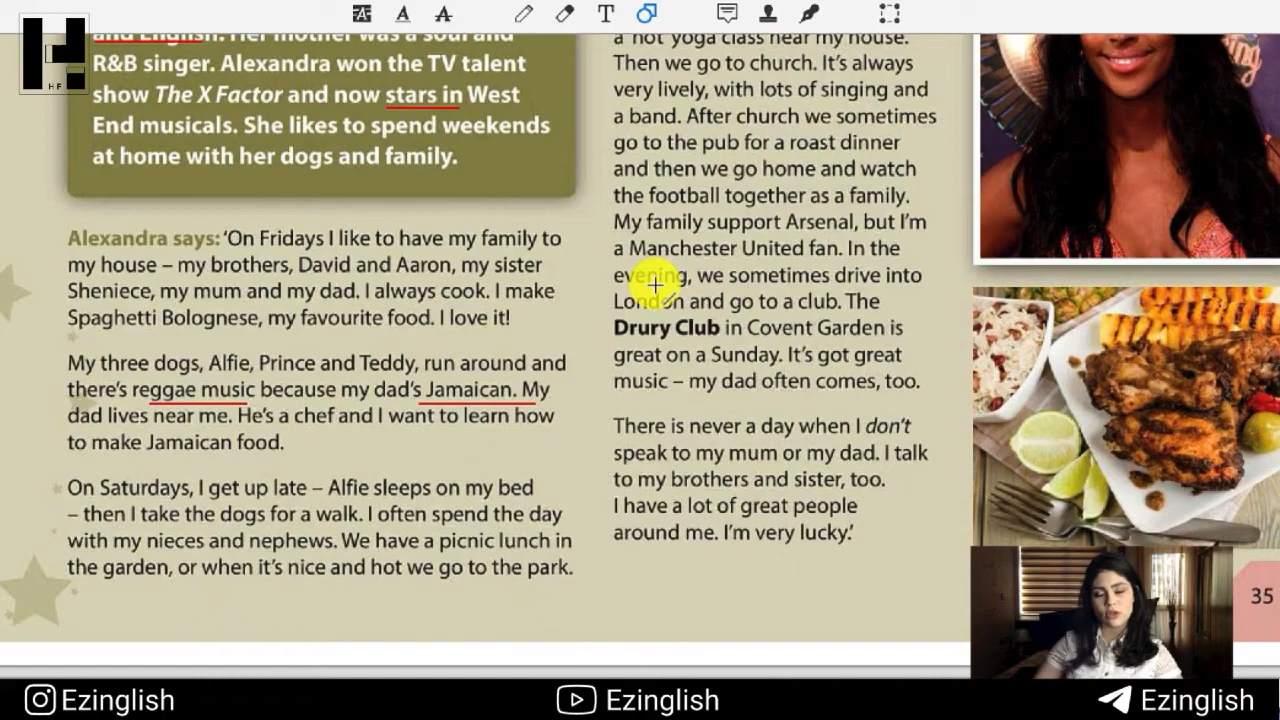 HF
and English. Her mother was a soul and
R&B singer. Alexandra won the TV talent
show The X Factor and now stars in West
End musicals. She likes to spend weekends
at home with her dogs and family.
Alexandra says: ‘On Fridays I like to have my family to
my house – my brothers, David and Aaron, my sister
Sheniece, my mum and my dad. I always cook. I make
Spaghetti Bolognese, my favourite food. I love it!
My three dogs, Alfie, Prince and Teddy, run around and
there’s reggae music because my dad’s Jamaican. My
dad lives near me. He’s a chef and I want to learn how
to make Jamaican food.
On Saturdays, I get up late – Alfie sleeps on my bed
– then I take the dogs for a walk. I often spend the day
with my nieces and nephews. We have a picnic lunch in
the garden, or when it’s nice and hot we go to the park.
a ‘hot’ yoga class near my house.
Then we go to church. It’s always
very lively, with lots of singing and
a band. After church we sometimes
go to the pub for a roast dinner
and then we go home and watch
the football together as a family.
My family support Arsenal, but I’m
a Manchester United fan. In the
evening, we sometimes drive into
London and go to a club. The
Drury Club in Covent Garden is
great on a Sunday. It’s got great
music – my dad often comes, too.
There is never a day when I don’t
speak to my mum or my dad. I talk
to my brothers and sister, too.
I have a lot of great people
around me. I’m very lucky.’
35
Ezinglish
Ezinglish
Ezinglish